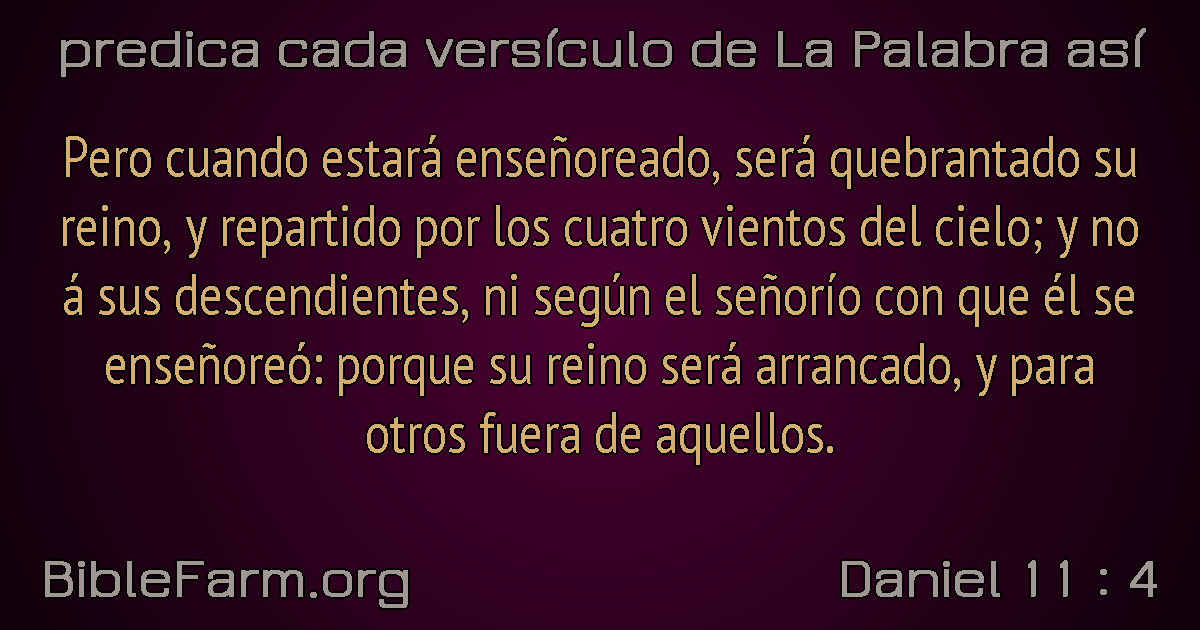 predica cada versículo de La Palabra así
Pero cuando estará enseñoreado, será quebrantado su
reino, y repartido por los cuatro vientos del cielo; y no
á sus descendientes, ni según el señorío con que él se
enseñoreó: porque su reino será arrancado, y para
otros fuera de aquellos.
BibleFarm.org
Daniel 11 : 4